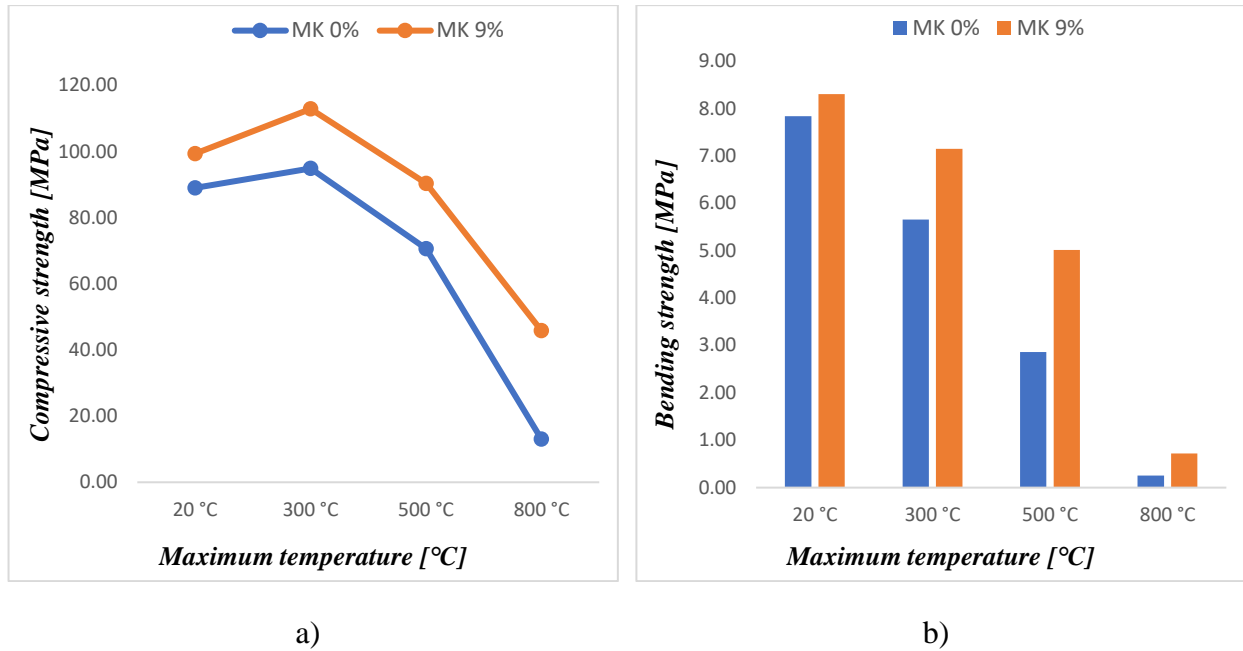 MK 0% MK 9%
120.00
100.00
80.00
60.00
40.00
20.00
0.00
Compressive strength [MPa]
20 °C 300 °C 500 °C 800 °C
Maximum temperature [°C]
a)
MK 0% MK 9%
9.00
8.00
7.00
6.00
5.00
4.00
3.00
2.00
1.00
0.00
Bending strength [MPa]
20 °C 300 °C 500 °C 800 °C
Maximum temperature [°C]
b)